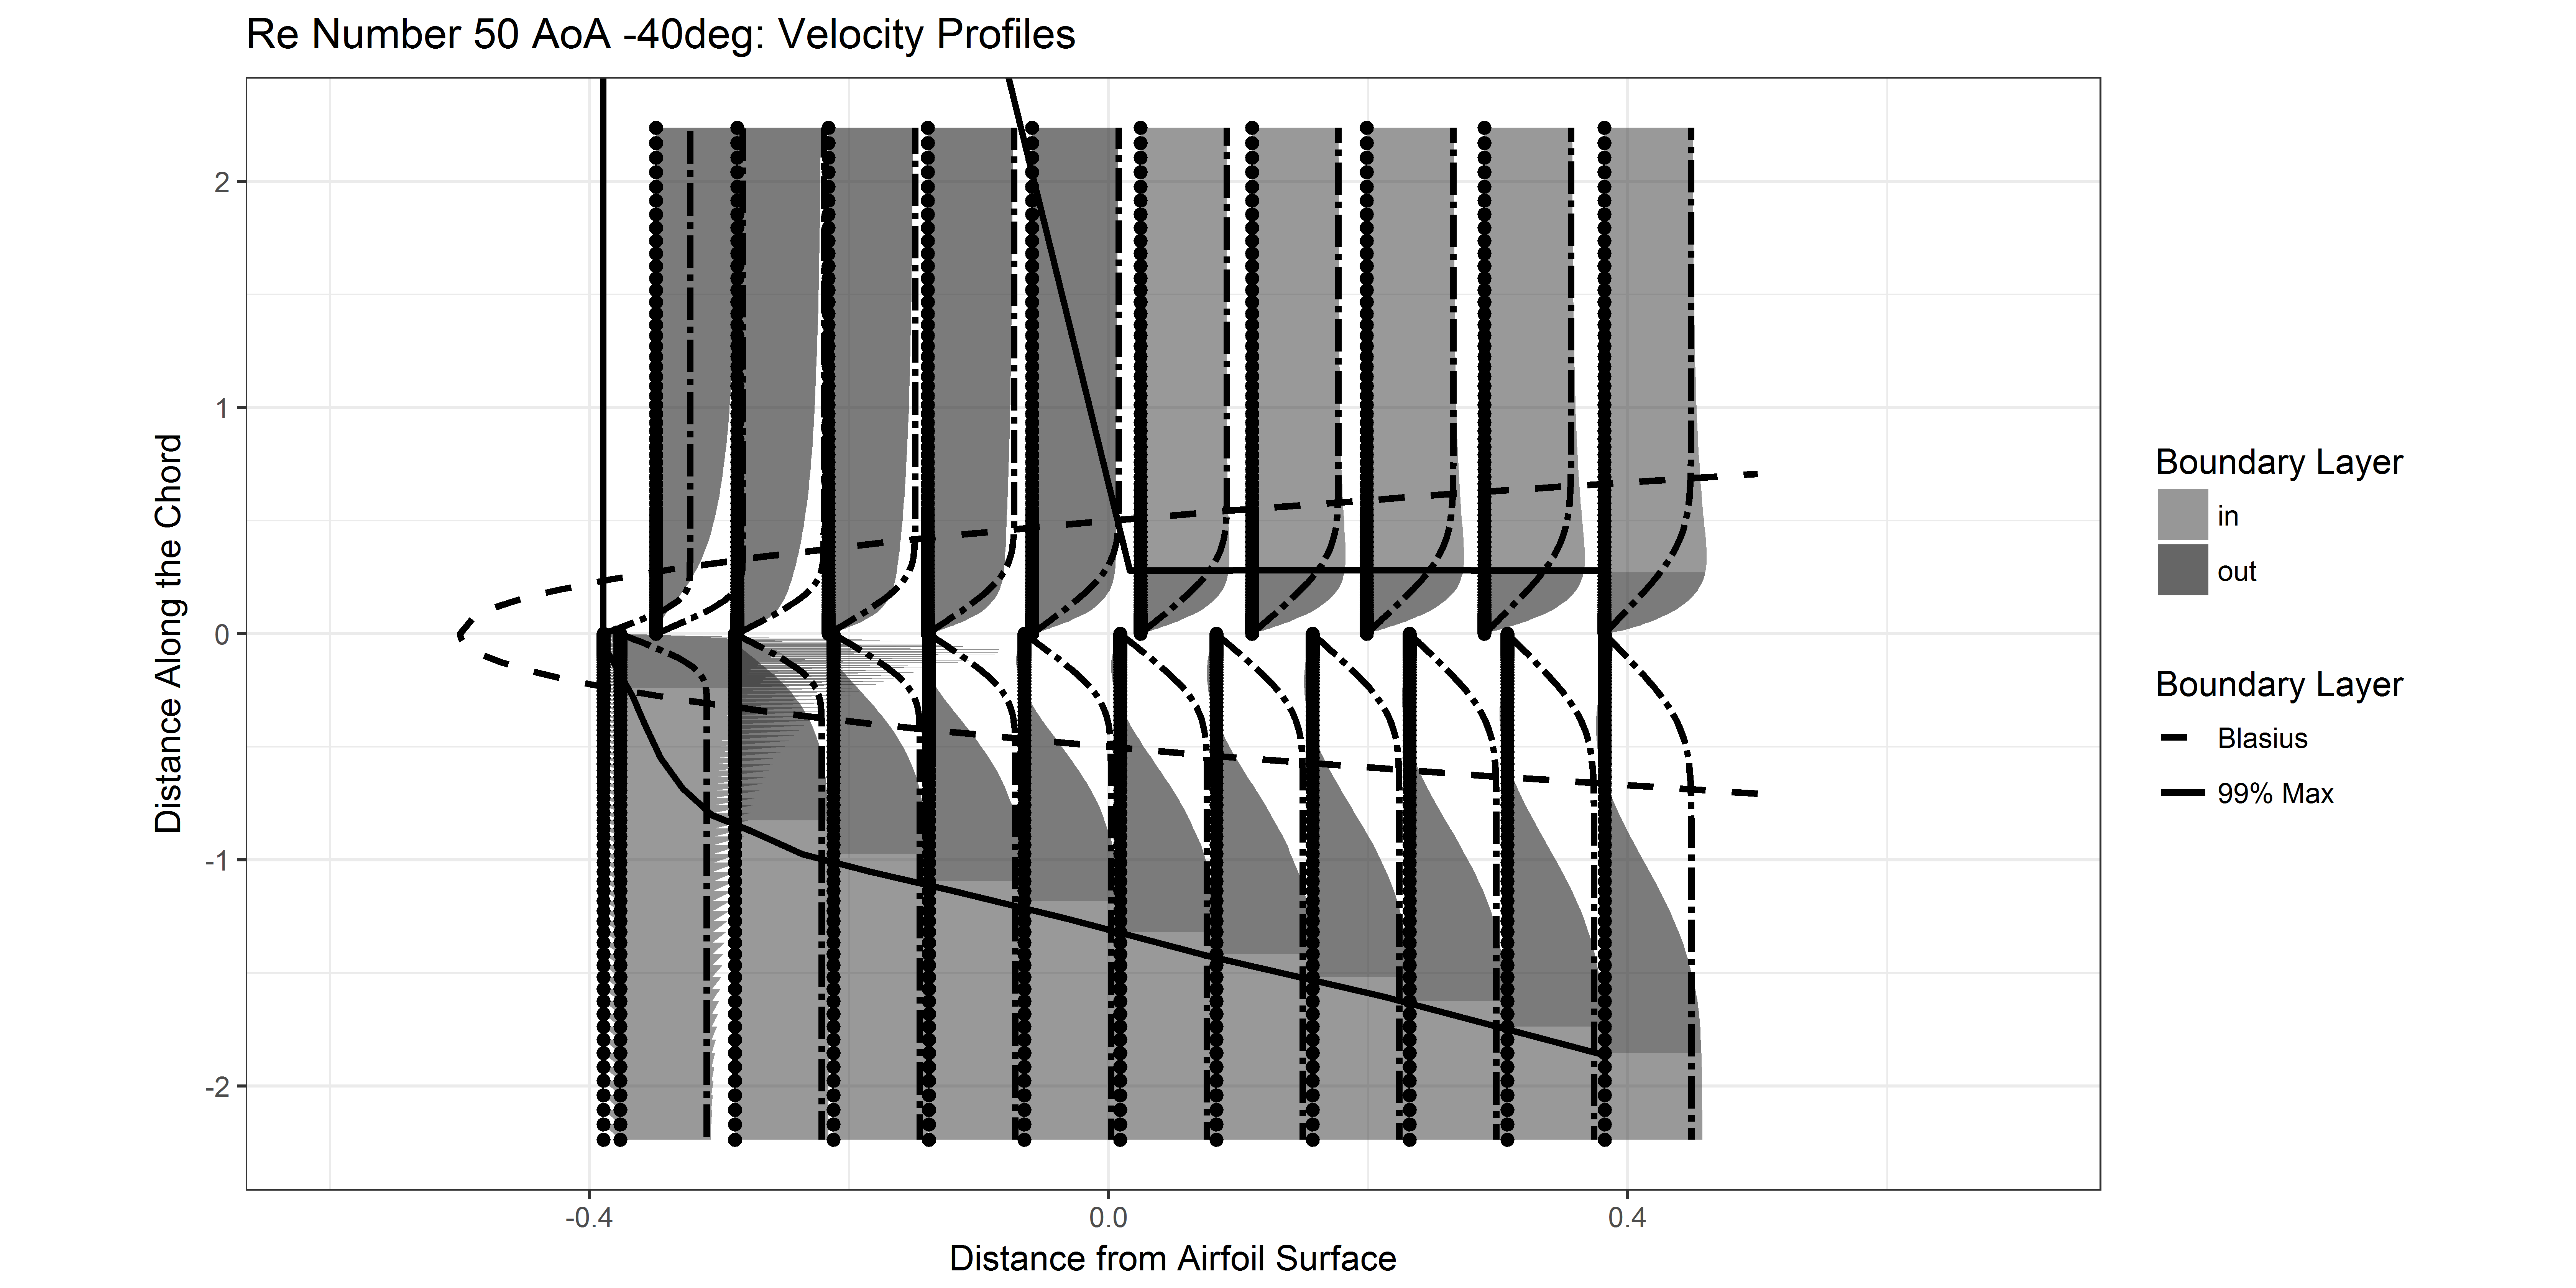 Re Number 50 AoA -40deg: Velocity Profiles
Distance Along the Chord
2
1
0
-1
-2
-0.4
0.0
0.4
Distance from Airfoil Surface
Boundary Layer
in
out
Boundary Layer
Blasius
99% Max